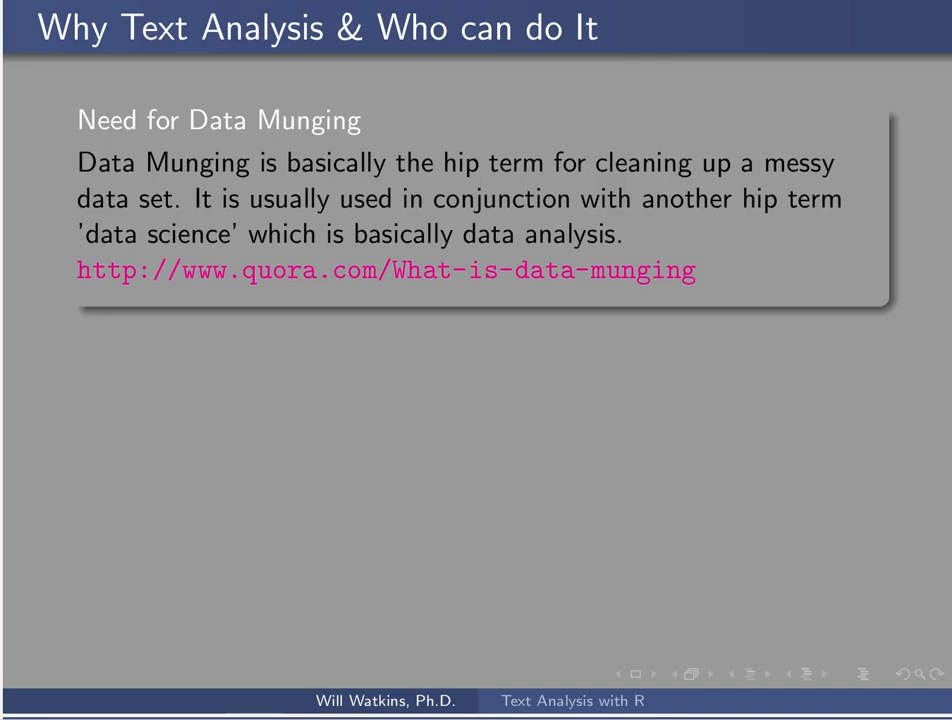 Why Text Analysis & Who can do It
Need for Data Munging
Data Munging is basically the hip term for cleaning up a messy
data set. It is usually used in conjunction with another hip term
’data science’ which is basically data analysis.
http://www.quora.com/What-is-data-munging
Will Watkins, Ph.D.
Text Analysis with R